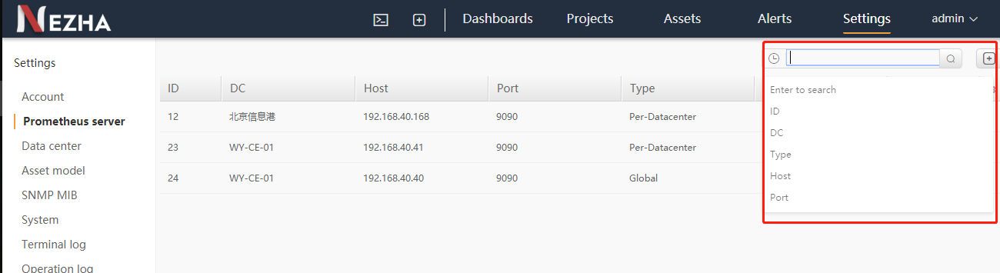 NEZHA
Dashboards Projects Assets Alerts Settings admin
Settings
Account
Prometheus server
Data center
Asset model
SNMP MIB
System
Terminal log
Operation log
ID DC Host Port Type
12 北京信息港 192.168.40.168 9090 Per-Datacenter
23 WY-CE-01 192.168.40.41 9090 Per-Datacenter
24 WY-CE-01 192.168.40.40 9090 Global
Enter to search
ID
DC
Type
Host
Port